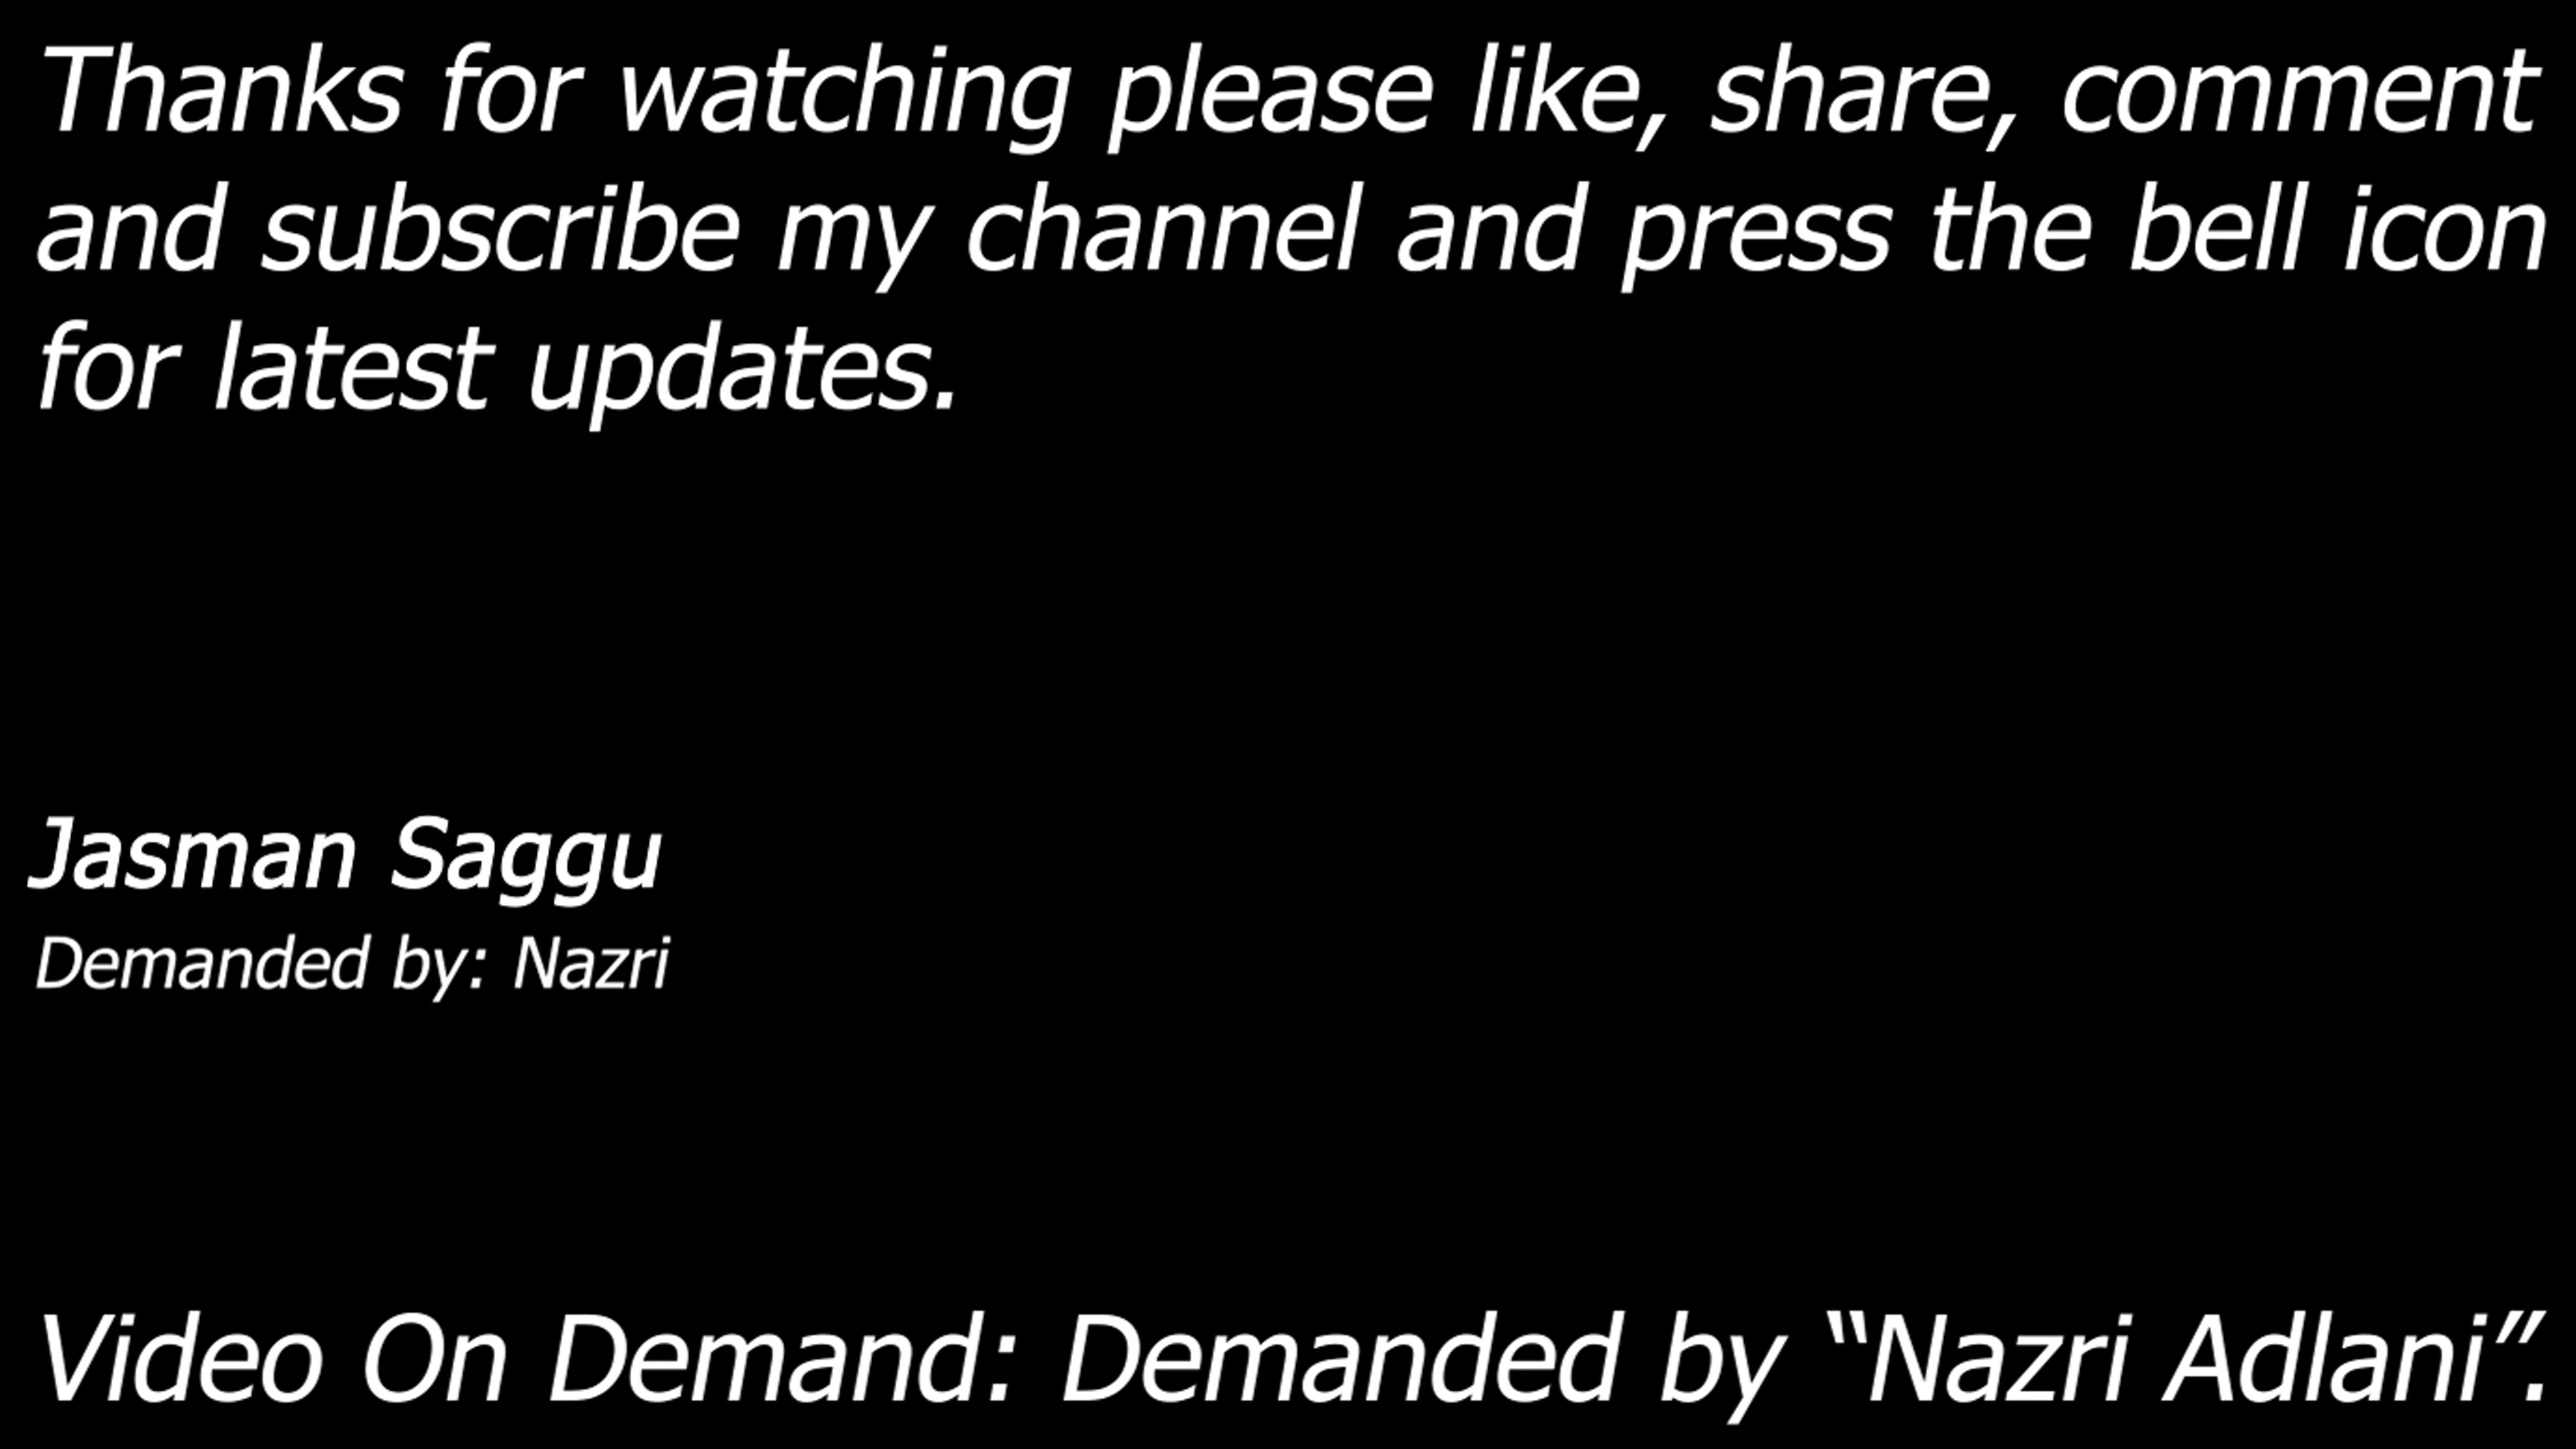 Thanks for watching please like, share, comment
and subscribe my channel and press the bell icon
for latest updates.
Jasman Saggu
Demanded by: Nazri
Video On Demand: Demanded by “Nazri Adlani”.